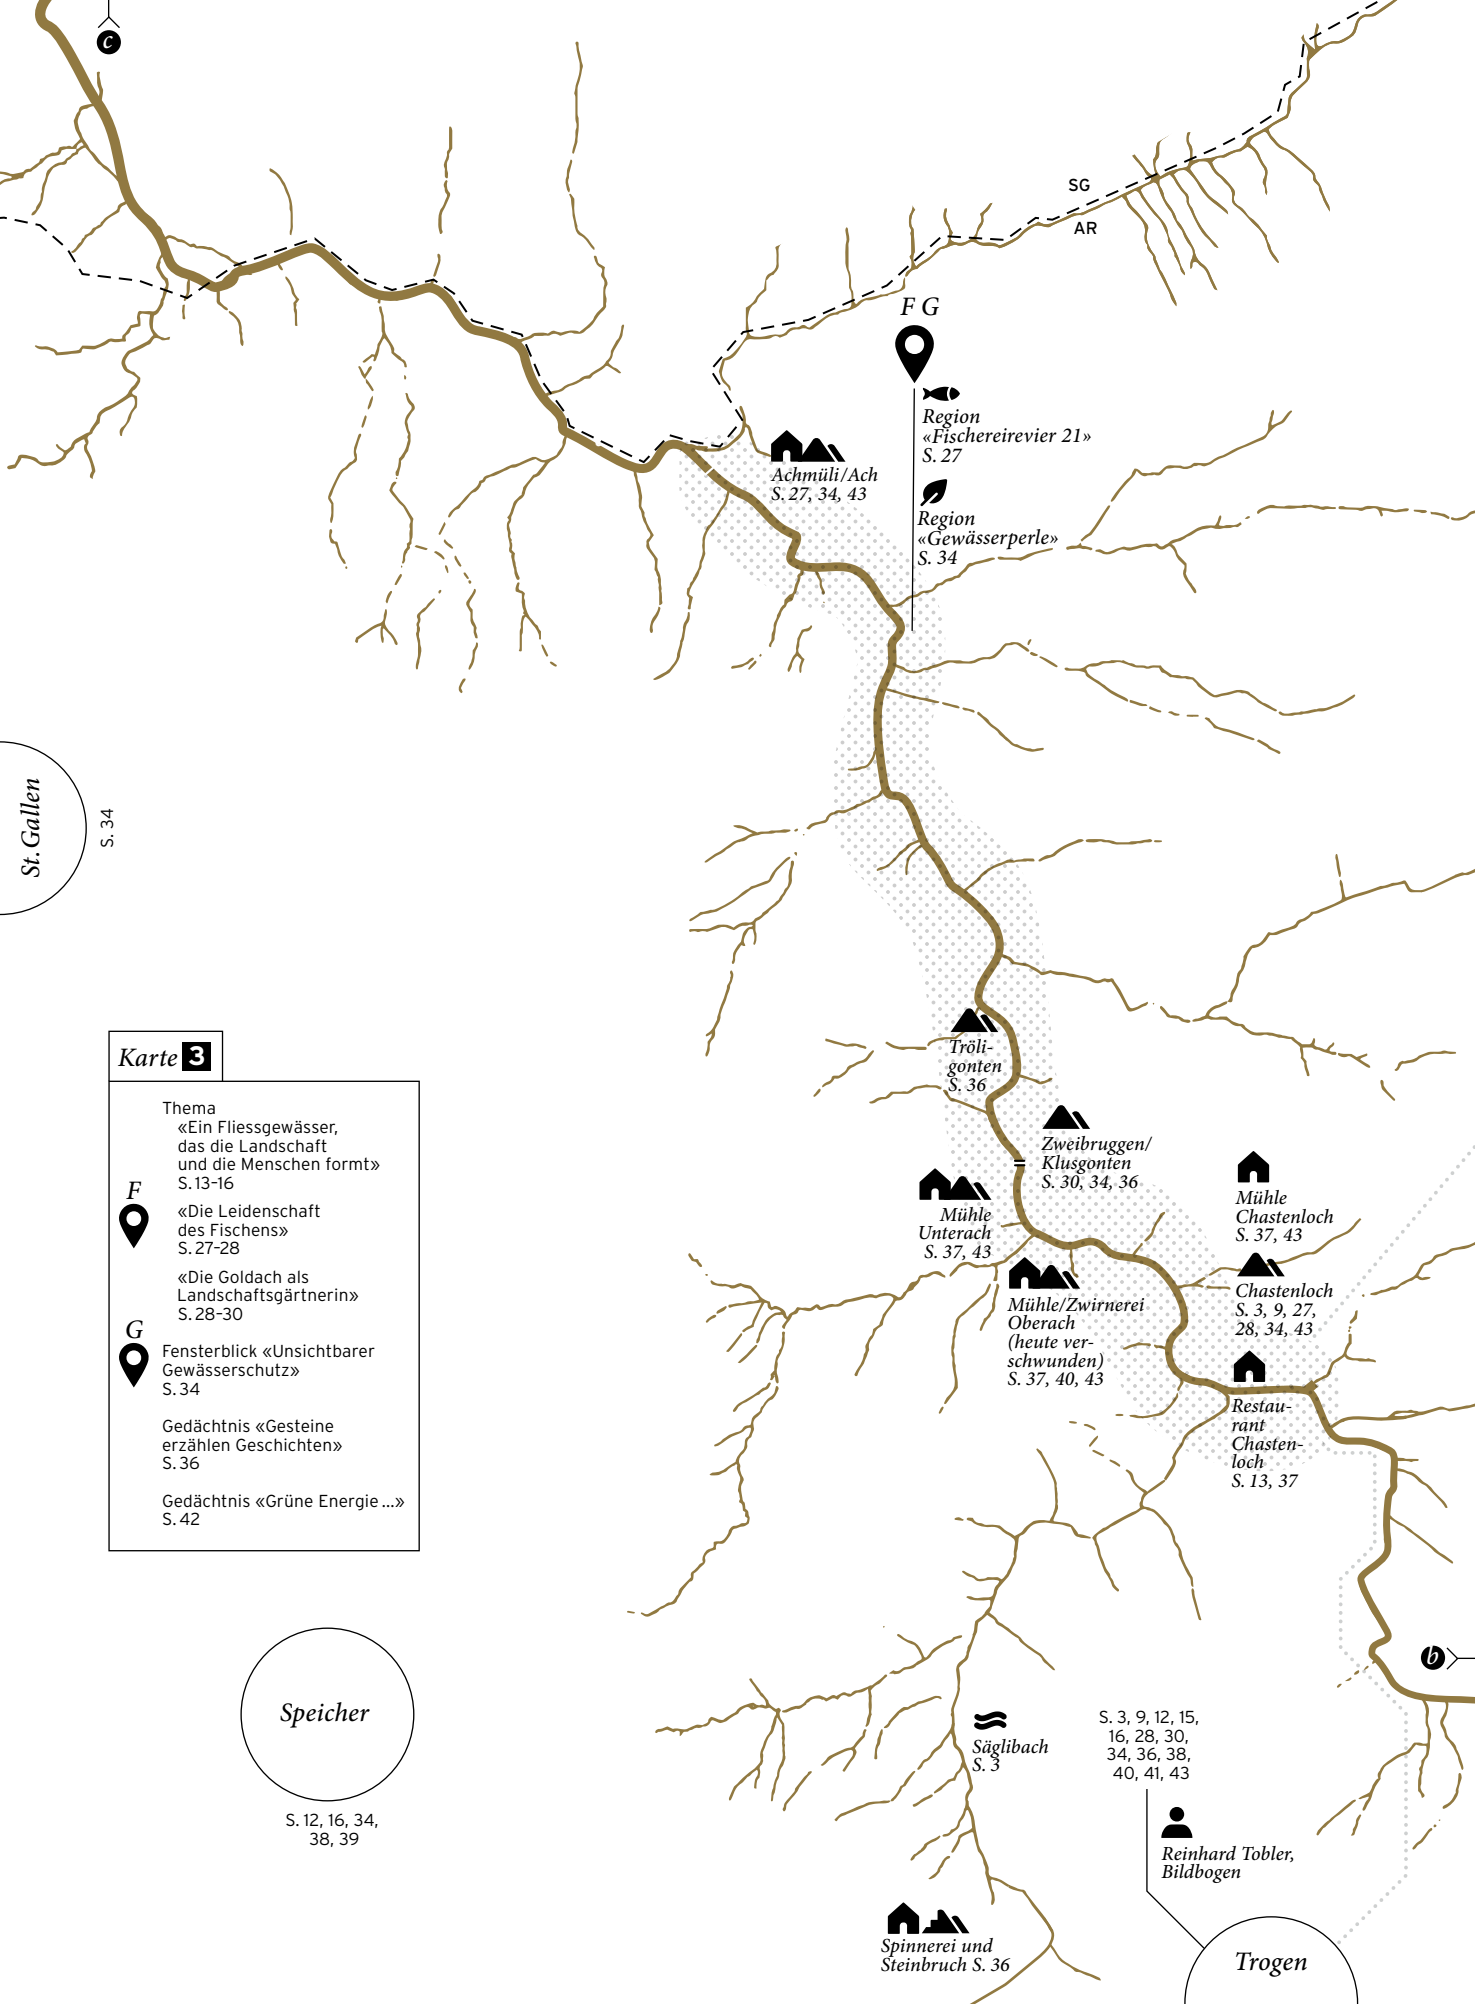 c
SG
AR
F G
Region
«Fischereirevier 21»
S. 27
Achmüli/Ach
S. 27, 34, 43
Region
«Gewässerperle»
S. 34
St. Gallen
S. 34
Tröli-
gonten
S. 36
Zweibruggen/
Klusgonten
S. 30, 34, 36
Mühle
Unterach
S. 37, 43
Mühle
Chastenloch
S. 37, 43
Chastenloch
S. 3, 9, 27,
28, 34, 43
Mühle/Zwirnerei
Oberach
(heute ver-
schwunden)
S. 37, 40, 43
Restau-
rant
Chasten-
loch
S. 13, 37
Karte 3
Thema
«Ein Fliessgewässer,
das die Landschaft
und die Menschen formt»
S. 13–16
F
«Die Leidenschaft
des Fischens»
S. 27–28
«Die Goldach als
Landschaftsgärtnerin»
S. 28–30
G
Fensterblick «Unsichtbarer
Gewässerschutz»
S. 34
Gedächtnis «Gesteine
erzählen Geschichten»
S. 36
Gedächtnis «Grüne Energie ...»
S. 42
b
Speicher
S. 12, 16, 34,
38, 39
Säglibach
S. 3
S. 3, 9, 12, 15,
16, 28, 30,
34, 36, 38,
40, 41, 43
Reinhard Tobler,
Bildbogen
Spinnerei und
Steinbruch S. 36
Trogen